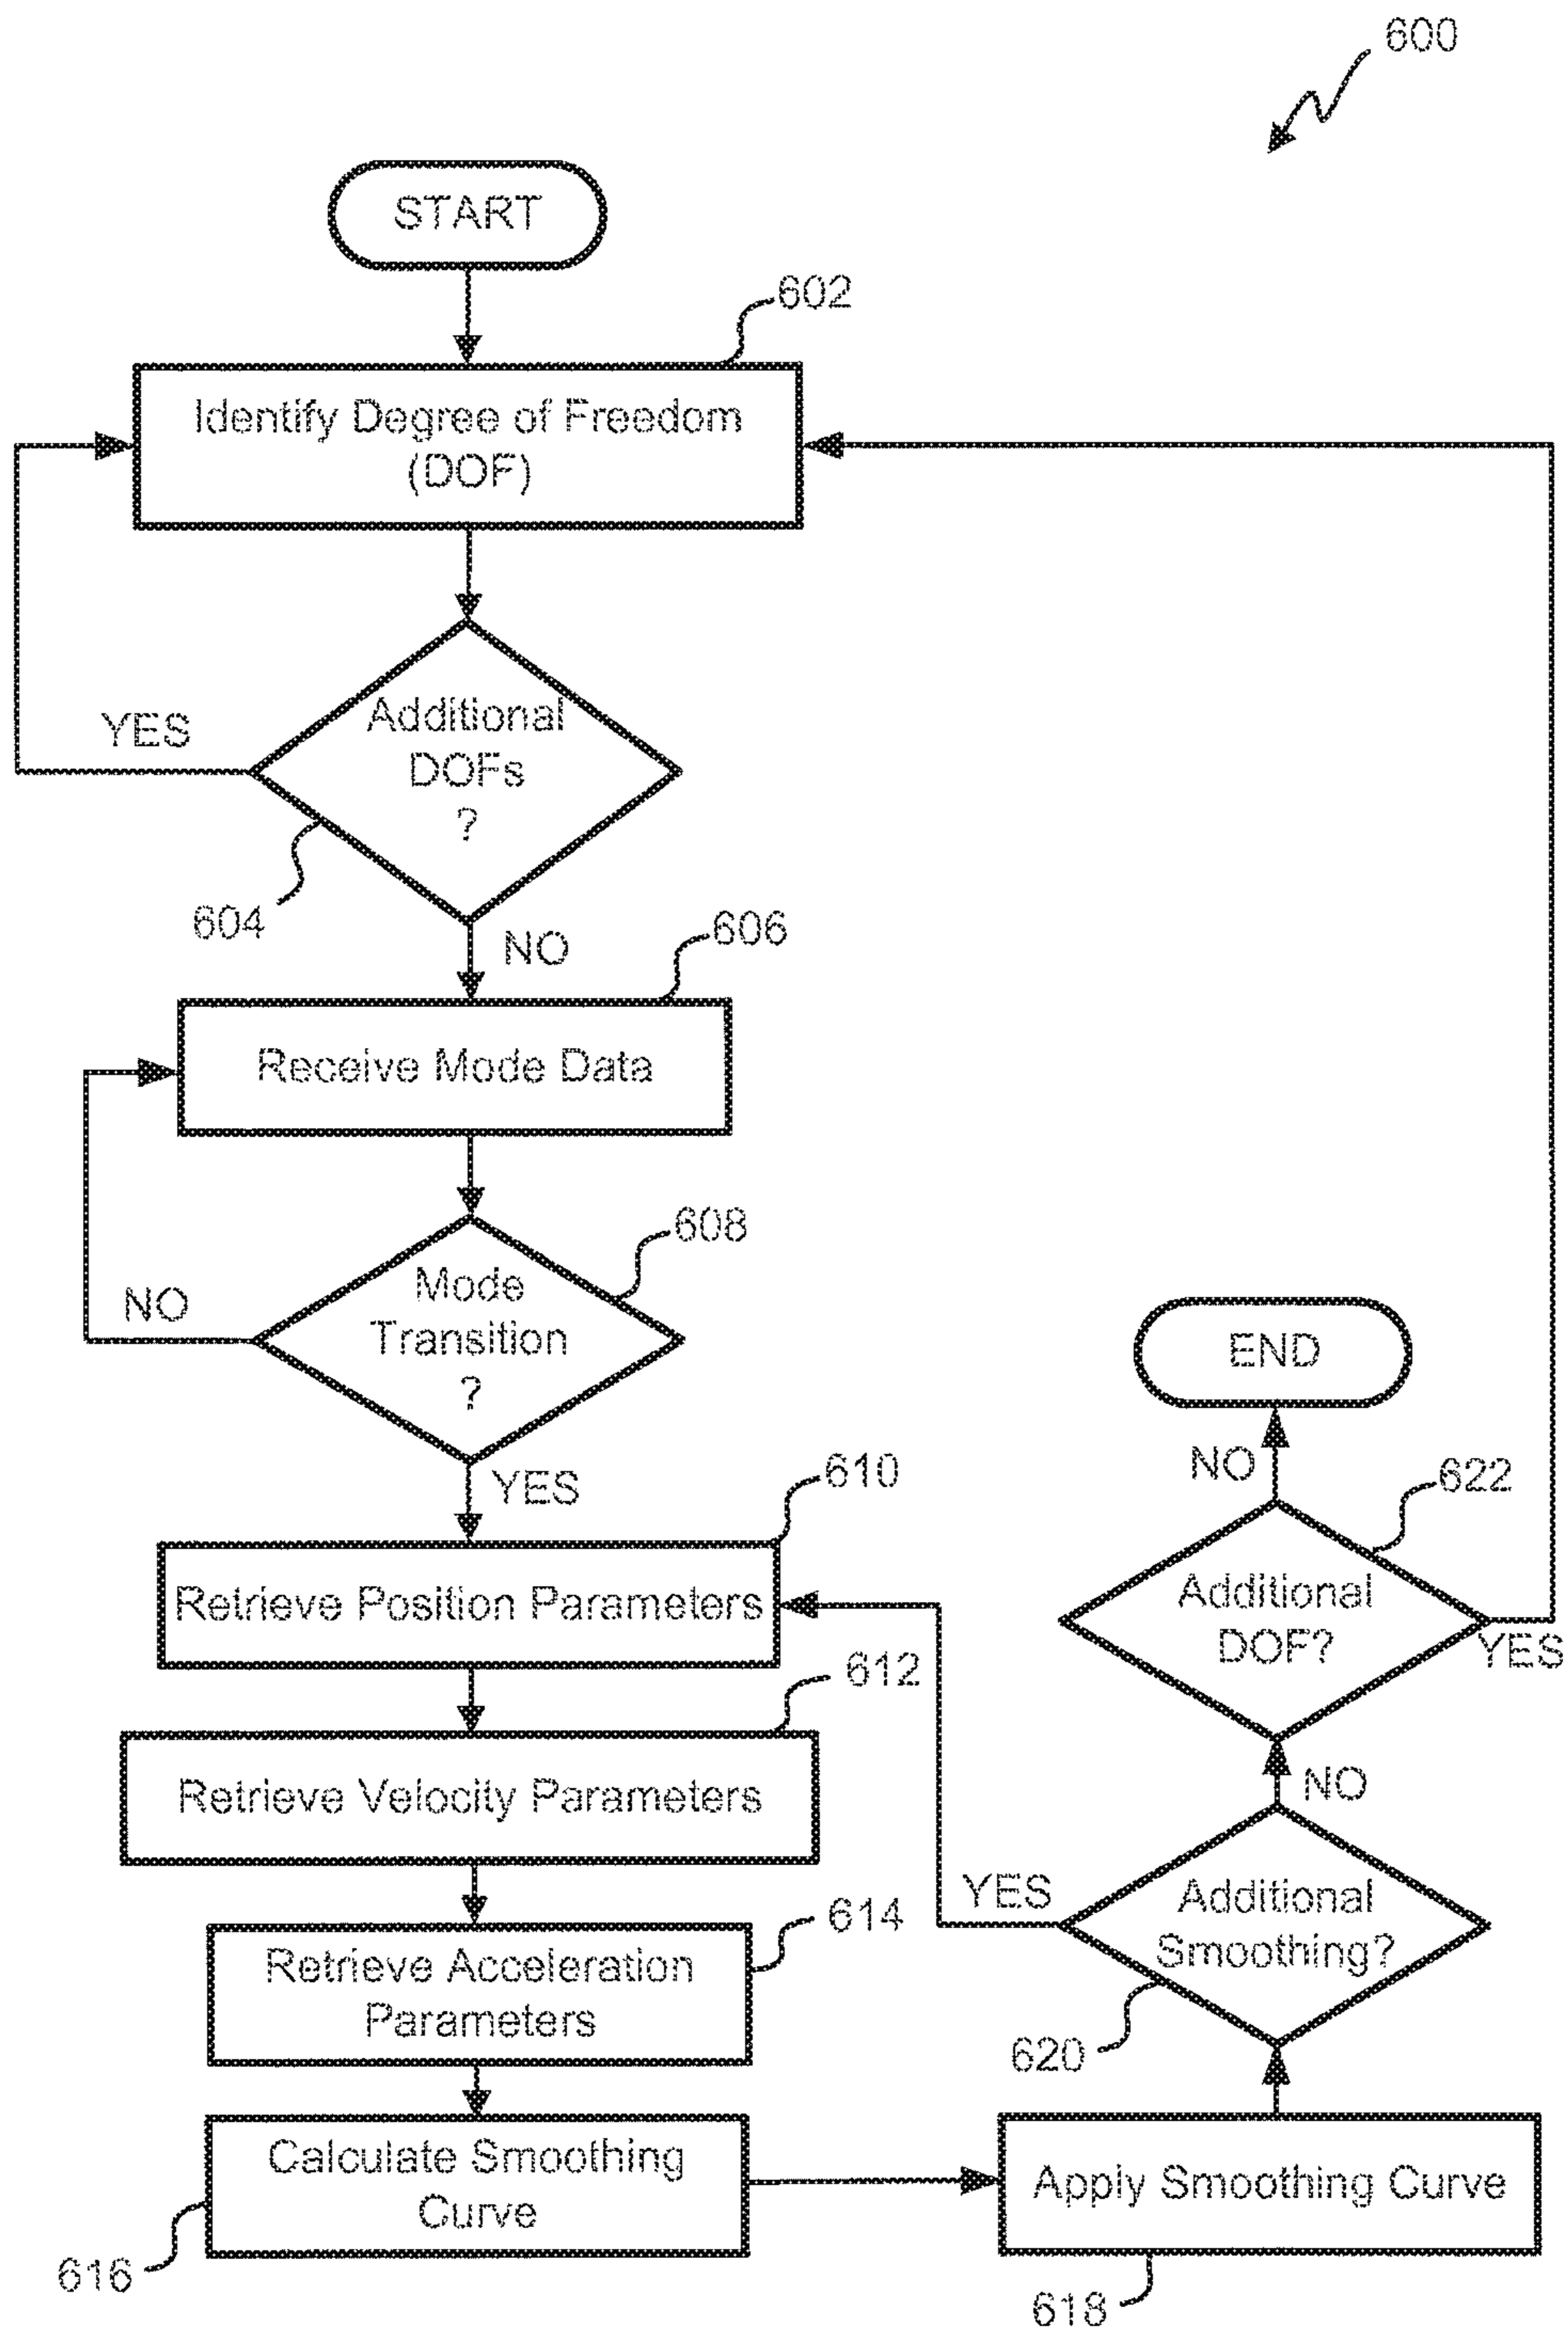 600
START
602
Identify Degree of Freedom
(DOF)
Additional
DOFs
?
YES
604
NO
606
Receive Mode Data
608
Mode
Transition
?
NO
YES
610
Retrieve Position Parameters
612
Retrieve Velocity Parameters
614
Retrieve Acceleration
Parameters
Calculate Smoothing
Curve
616
Apply Smoothing Curve
618
Additional
Smoothing?
620
YES
NO
622
Additional
DOF?
YES
NO
END